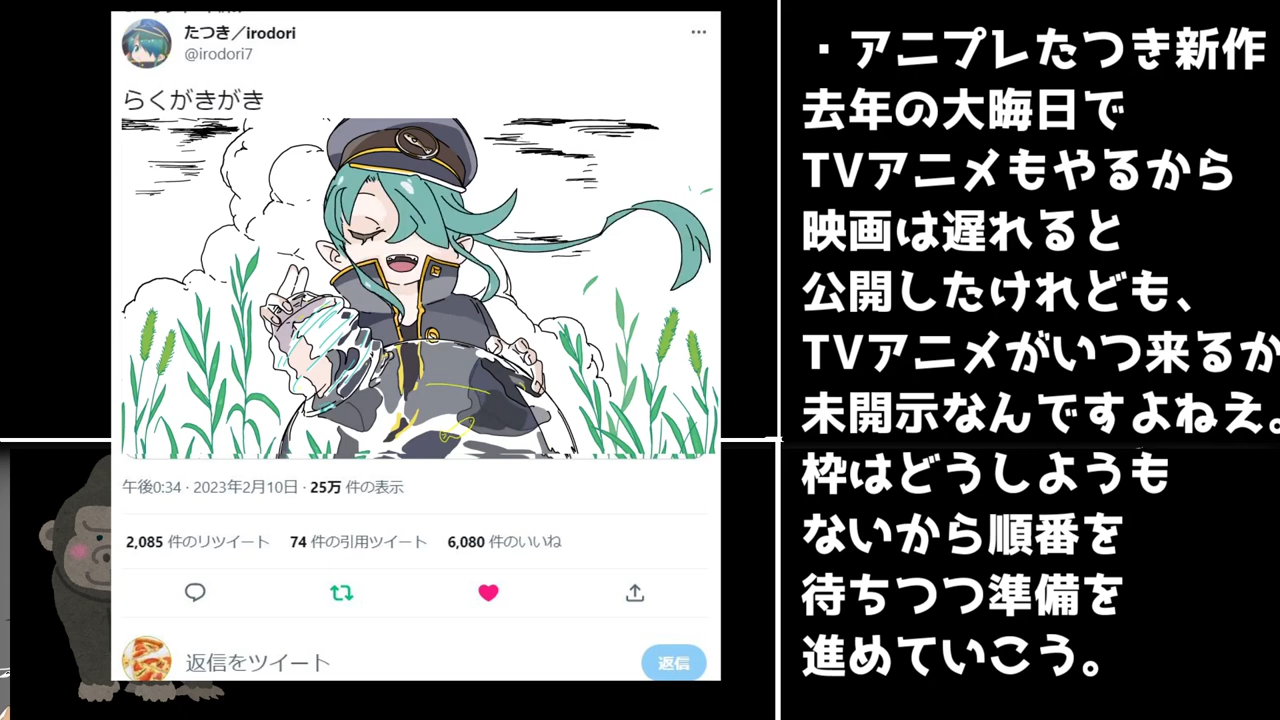 たつき／irodori
@irodori7
らくがきがき
午後0:34 · 2023年2月10日 · 25万 件の表示
2,085 件のリツイート 74 件の引用ツイート 6,080 件のいいね
返信をツイート
返信
・アニプレたつき新作
去年の大晦日で
TVアニメもやるから
映画は遅れると
公開したけれども、
TVアニメがいつ来るか
未開示なんですよねえ。
枠はどうしようも
ないから順番を
待ちつつ準備を
進めていこう。